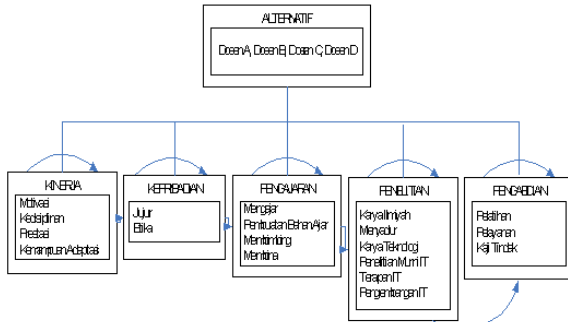 ALTERNATIF
Dosen A, Dosen B, Dosen C, Dosen D
KINERJA
Motivasi
Kedisiplinan
Prestasi
Kemampuan Adaptasi
KEPRIBADIAN
Jujur
Etika
PENGAJARAN
Mengajar
Pembuatan Bahan Ajar
Membimbing
Membina
PENELITIAN
Karya Ilmiyah
Menyadur
Karya Teknologi
Penelitian Murni IT
Terapan IT
Pengembangan IT
PENGABDIAN
Pelatihan
Pelayanan
Kaji Tindak